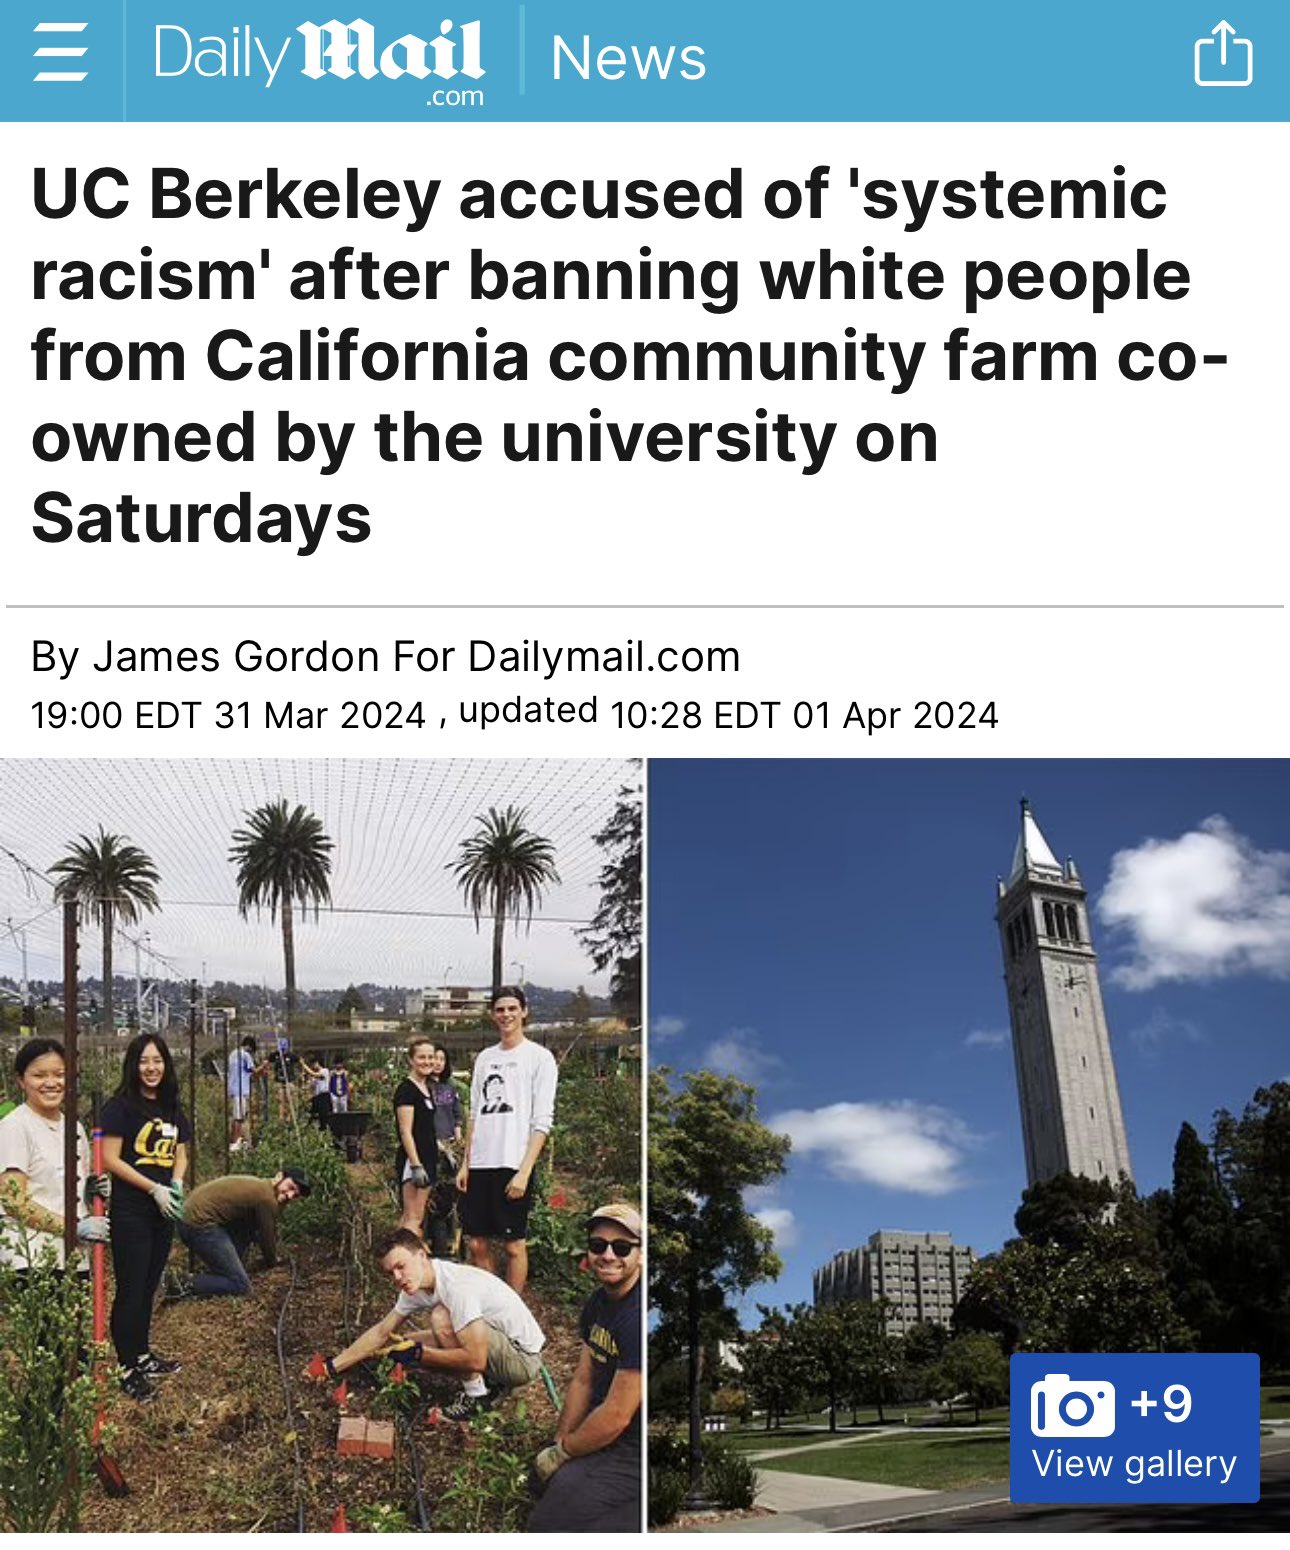 Daily Mail .com News
UC Berkeley accused of 'systemic
racism' after banning white people
from California community farm co-
owned by the university on
Saturdays
By James Gordon For Dailymail.com
19:00 EDT 31 Mar 2024 , updated 10:28 EDT 01 Apr 2024
Cal
+9
View gallery